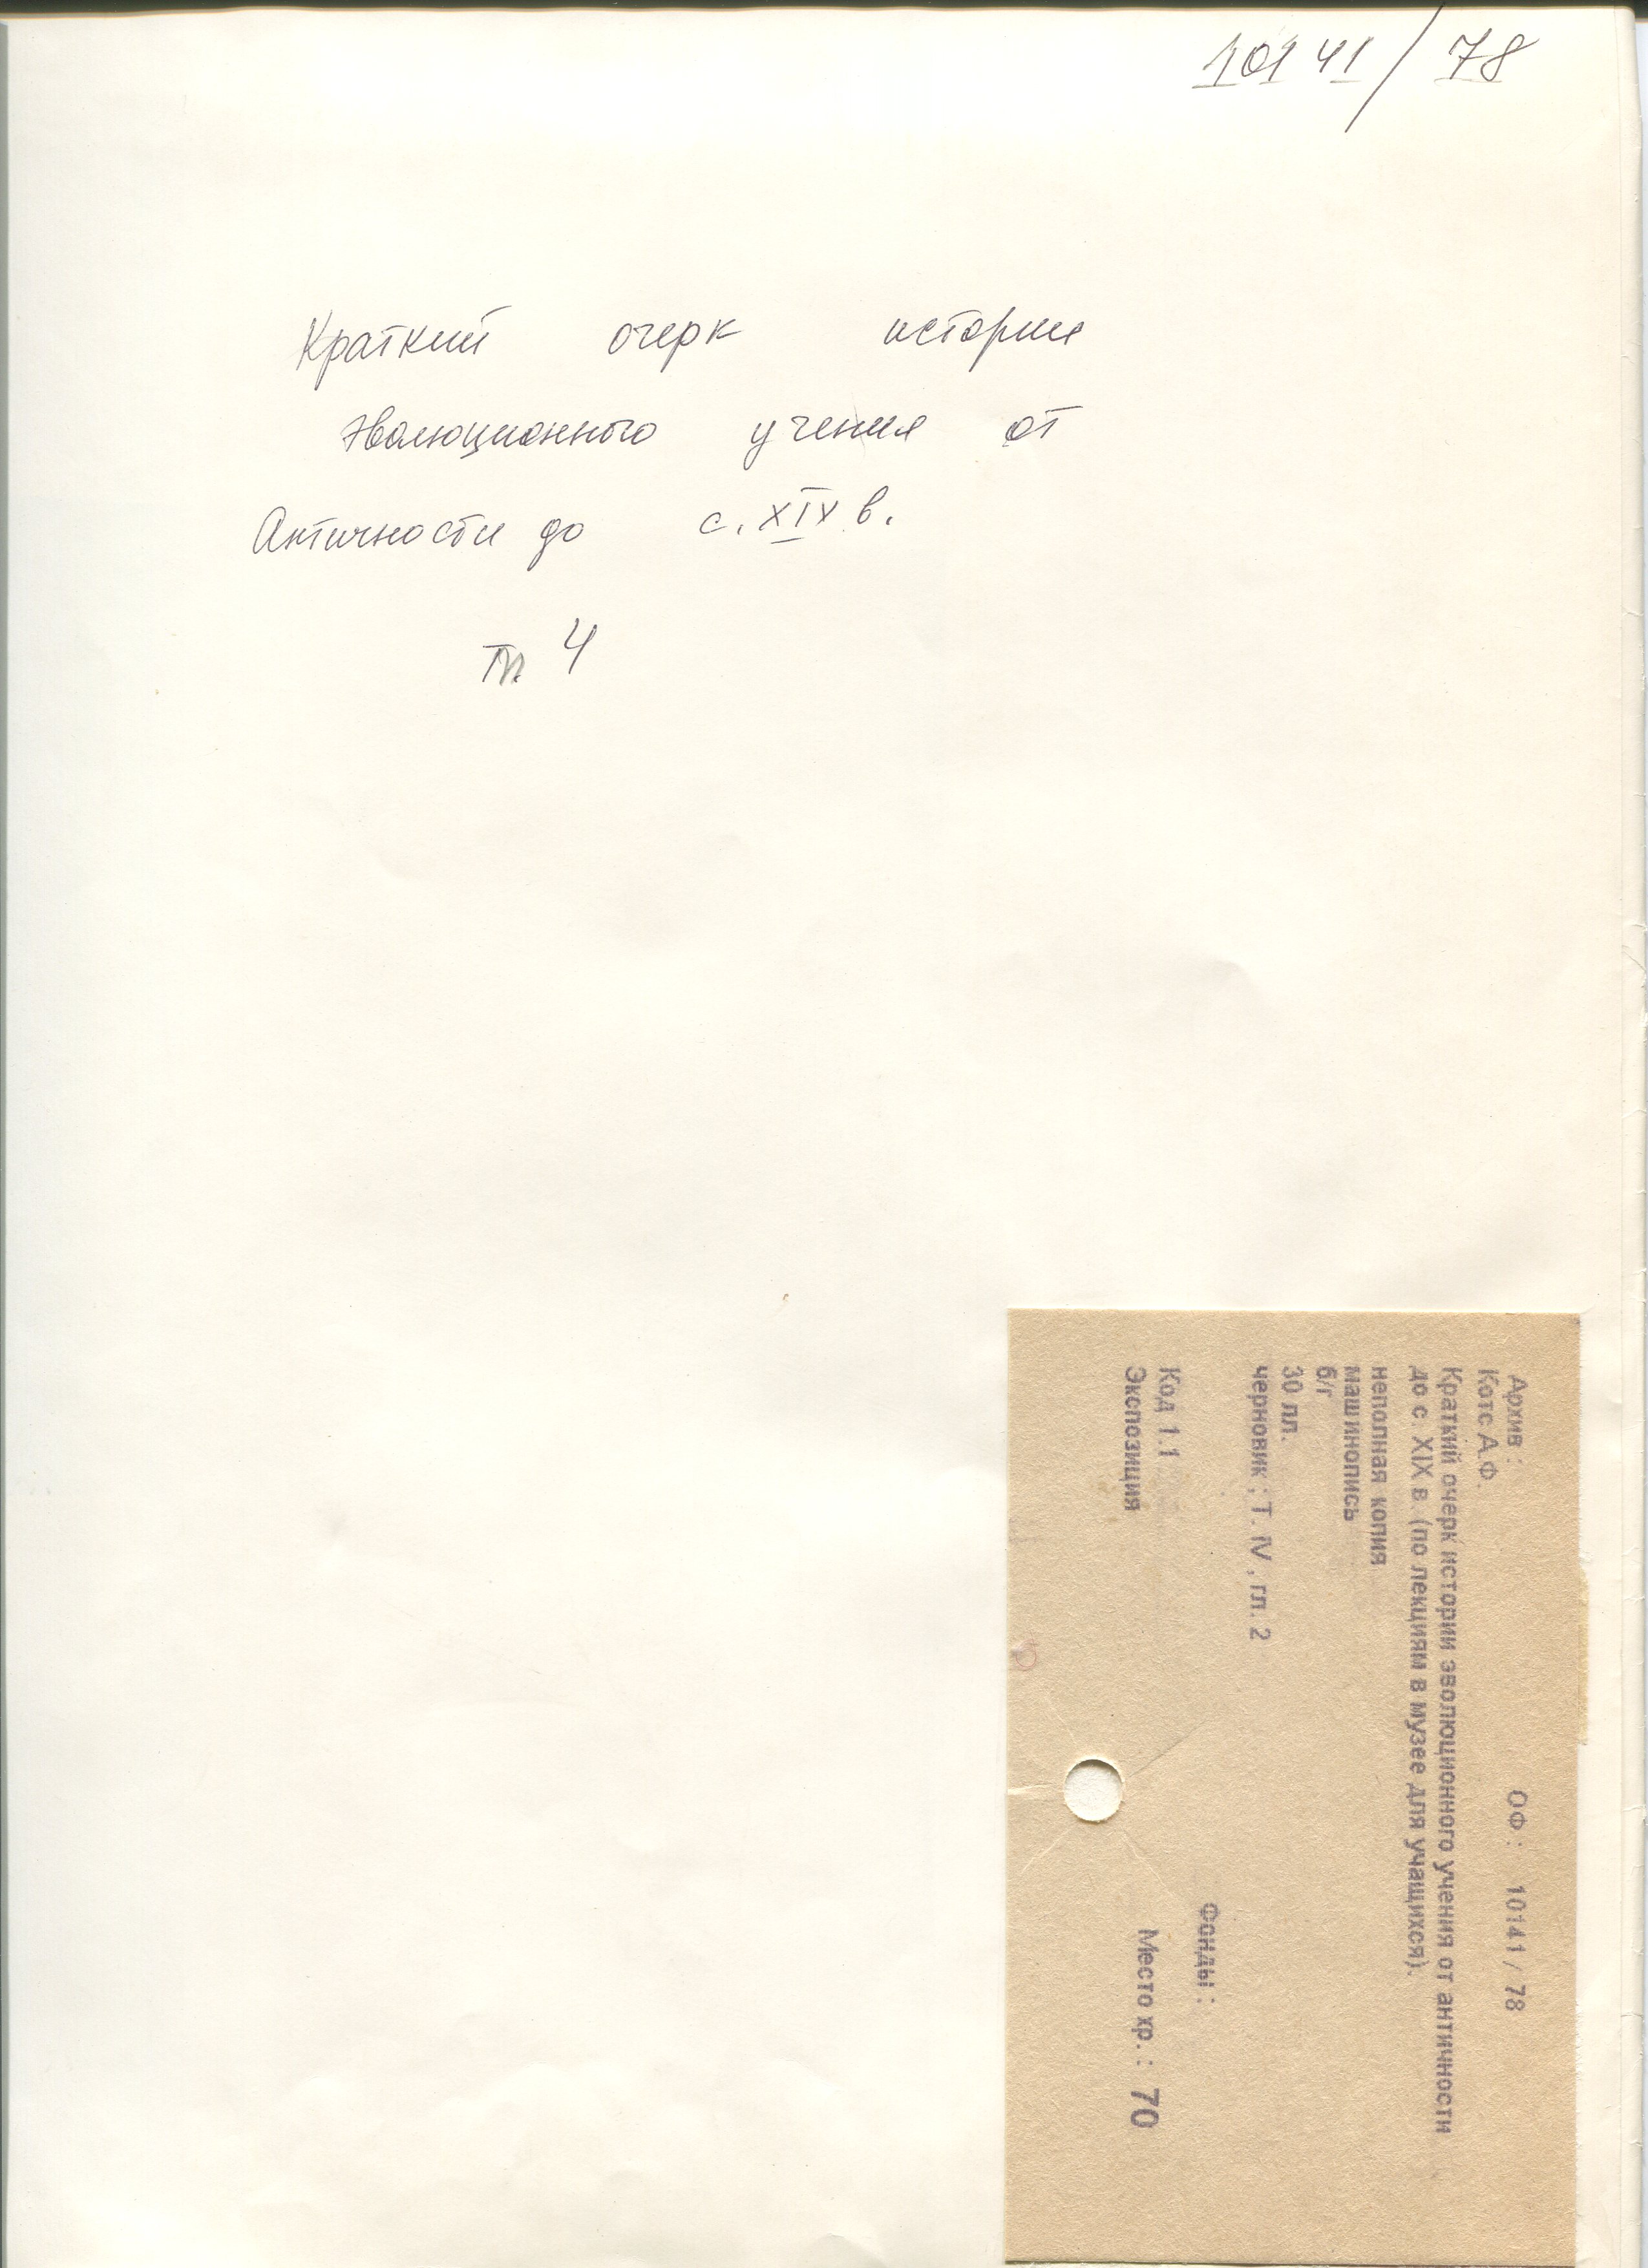 10141/78
Краткий очерк истории
эволюционного учения от
Античности до с. XIX в.
т. 4
Архив : ОФ : 10141 / 78
Котс А.Ф.
Краткий очерк истории эволюционного учения от античности
до с. XIX в. (по лекциям в музее для учащихся).
неполная копия
машинопись
б/г
30 лл.
черновик ; Т. IV , гл. 2
Фонды :
Код 1.1 Место хр. : 70
Экспозиция